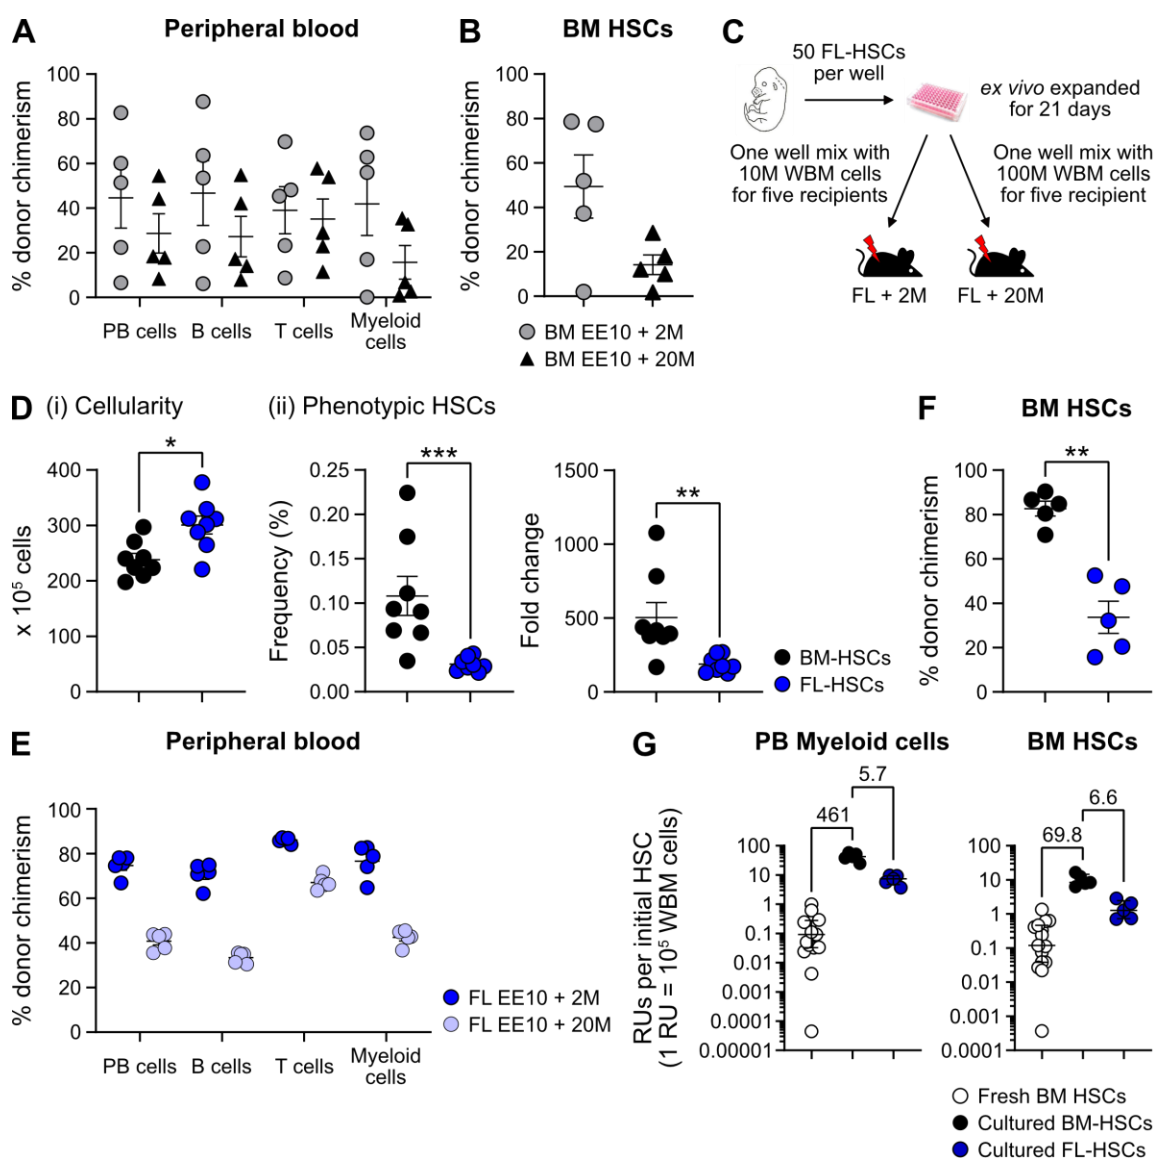 A Peripheral blood
% donor chimerism
100
80
60
40
20
0
PB cells
B cells
T cells
Myeloid
cells
B BM HSCs
% donor chimerism
100
80
60
40
20
0
BM EE10 + 2M
BM EE10 + 20M
C
50 FL-HSCs
per well
ex vivo expanded
for 21 days
One well mix with
10M WBM cells
for five recipients
One well mix with
100M WBM cells
for five recipient
FL + 2M
FL + 20M
D (i) Cellularity
x 10⁵ cells
400
300
200
100
0
*
(ii) Phenotypic HSCs
Frequency (%)
0.25
0.20
0.15
0.10
0.05
0.00
***
Fold change
1500
1000
500
0
**
BM-HSCs
FL-HSCs
F BM HSCs
% donor chimerism
100
80
60
40
20
0
**
E Peripheral blood
% donor chimerism
100
80
60
40
20
0
PB cells
B cells
T cells
Myeloid
cells
FL EE10 + 2M
FL EE10 + 20M
G PB Myeloid cells
RUs per initial HSC
(1 RU = 10⁵ WBM cells)
100
10
1
0.1
0.01
0.001
0.0001
0.00001
461
5.7
BM HSCs
100
10
1
0.1
0.01
0.001
0.0001
69.8
6.6
Fresh BM HSCs
Cultured BM-HSCs
Cultured FL-HSCs